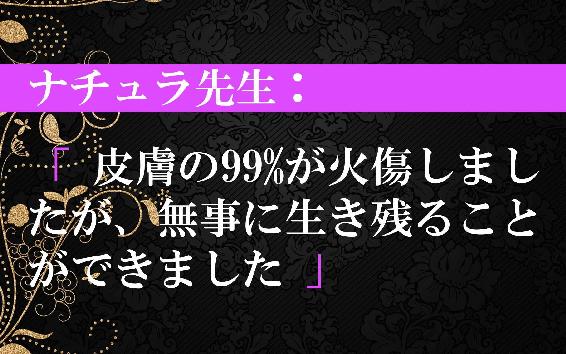 ナチュラ先生：
「 皮膚の99%が火傷しまし
たが、無事に生き残ること
ができました 」